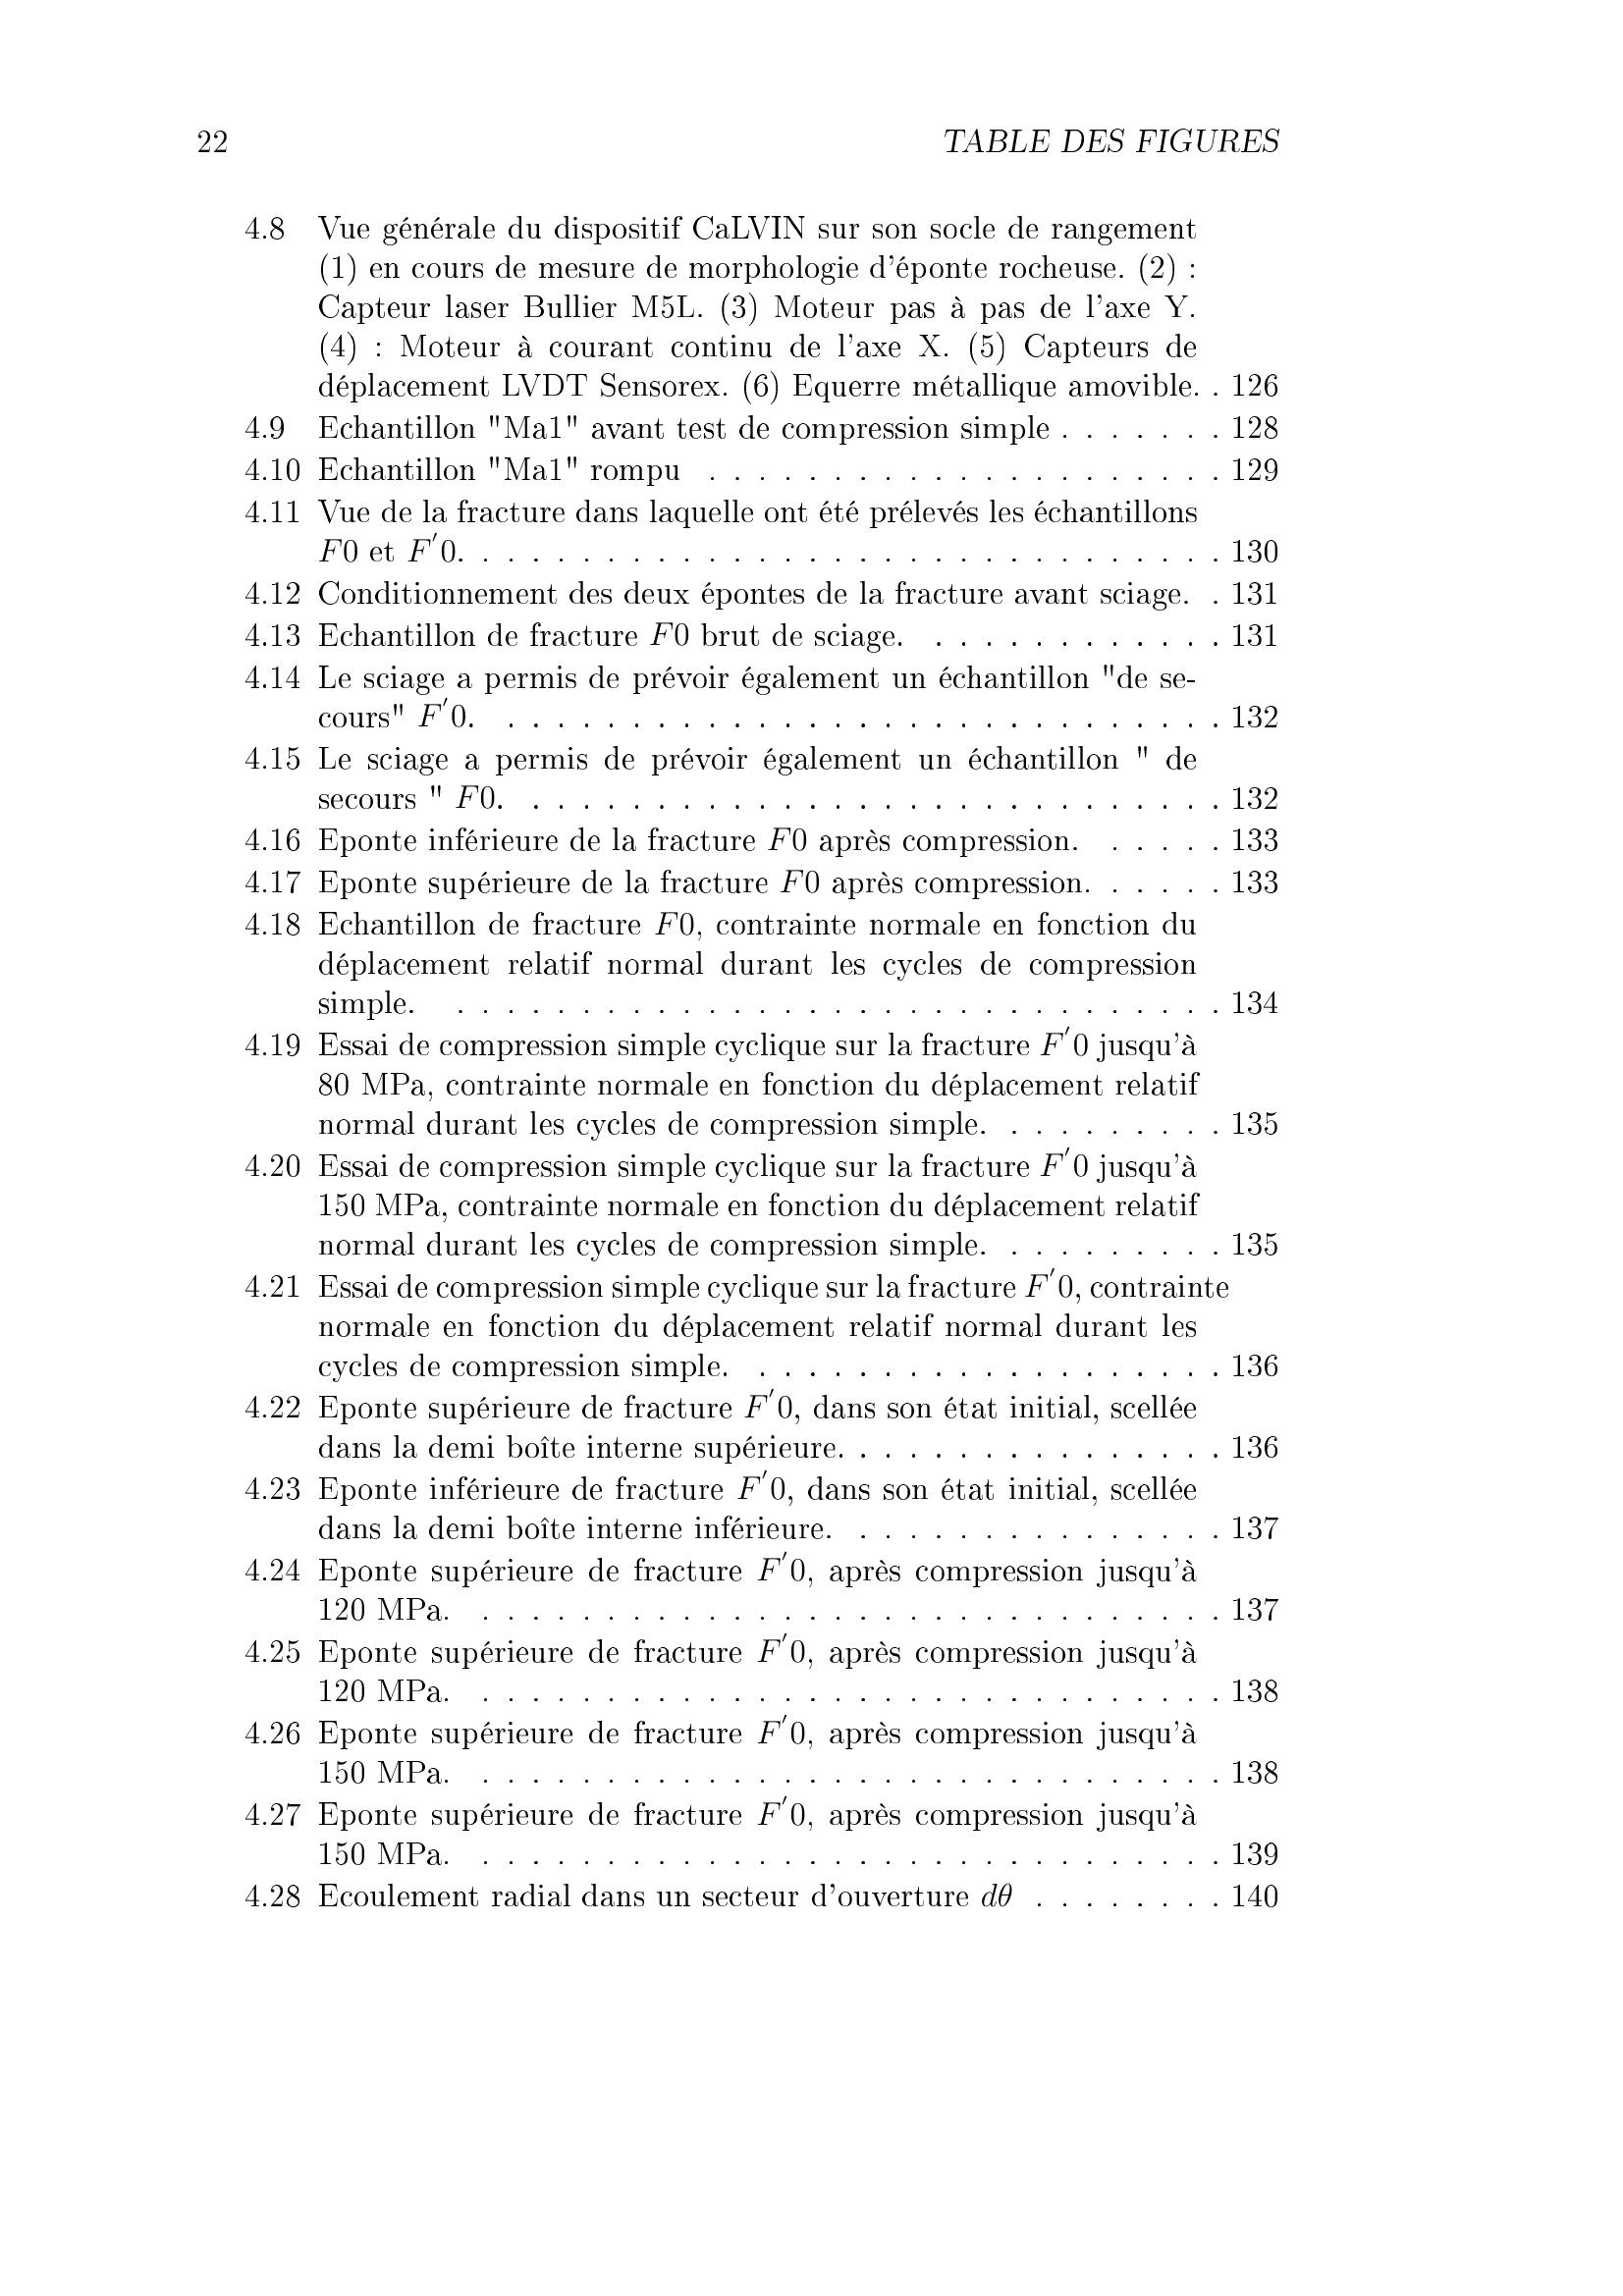 22 TABLE DES FIGURES
4.8 Vue générale du dispositif CaLVIN sur son socle de rangement
(1) en cours de mesure de morphologie d'éponte rocheuse. (2) :
Capteur laser Bullier M5L. (3) Moteur pas à pas de l'axe Y.
(4) : Moteur à courant continu de l'axe X. (5) Capteurs de
déplacement LVDT Sensorex. (6) Equerre métallique amovible. . 126
4.9 Echantillon "Ma1" avant test de compression simple . . . . . . . 128
4.10 Echantillon "Ma1" rompu . . . . . . . . . . . . . . . . . . . . . 129
4.11 Vue de la fracture dans laquelle ont été prélevés les échantillons
F0 et F'0. . . . . . . . . . . . . . . . . . . . . . . . . . . . . . . 130
4.12 Conditionnement des deux épontes de la fracture avant sciage. . 131
4.13 Echantillon de fracture F0 brut de sciage. . . . . . . . . . . . . 131
4.14 Le sciage a permis de prévoir également un échantillon "de se-
cours" F'0. . . . . . . . . . . . . . . . . . . . . . . . . . . . . . 132
4.15 Le sciage a permis de prévoir également un échantillon " de
secours " F0. . . . . . . . . . . . . . . . . . . . . . . . . . . . . 132
4.16 Eponte inférieure de la fracture F0 après compression. . . . . . 133
4.17 Eponte supérieure de la fracture F0 après compression. . . . . . 133
4.18 Echantillon de fracture F0, contrainte normale en fonction du
déplacement relatif normal durant les cycles de compression
simple. . . . . . . . . . . . . . . . . . . . . . . . . . . . . . . . 134
4.19 Essai de compression simple cyclique sur la fracture F'0 jusqu'à
80 MPa, contrainte normale en fonction du déplacement relatif
normal durant les cycles de compression simple. . . . . . . . . . 135
4.20 Essai de compression simple cyclique sur la fracture F'0 jusqu'à
150 MPa, contrainte normale en fonction du déplacement relatif
normal durant les cycles de compression simple. . . . . . . . . . 135
4.21 Essai de compression simple cyclique sur la fracture F'0, contrainte
normale en fonction du déplacement relatif normal durant les
cycles de compression simple. . . . . . . . . . . . . . . . . . . . 136
4.22 Eponte supérieure de fracture F'0, dans son état initial, scellée
dans la demi boîte interne supérieure. . . . . . . . . . . . . . . . 136
4.23 Eponte inférieure de fracture F'0, dans son état initial, scellée
dans la demi boîte interne inférieure. . . . . . . . . . . . . . . . 137
4.24 Eponte supérieure de fracture F'0, après compression jusqu'à
120 MPa. . . . . . . . . . . . . . . . . . . . . . . . . . . . . . . 137
4.25 Eponte supérieure de fracture F'0, après compression jusqu'à
120 MPa. . . . . . . . . . . . . . . . . . . . . . . . . . . . . . . 138
4.26 Eponte supérieure de fracture F'0, après compression jusqu'à
150 MPa. . . . . . . . . . . . . . . . . . . . . . . . . . . . . . . 138
4.27 Eponte supérieure de fracture F'0, après compression jusqu'à
150 MPa. . . . . . . . . . . . . . . . . . . . . . . . . . . . . . . 139
4.28 Ecoulement radial dans un secteur d'ouverture dθ . . . . . . . . 140